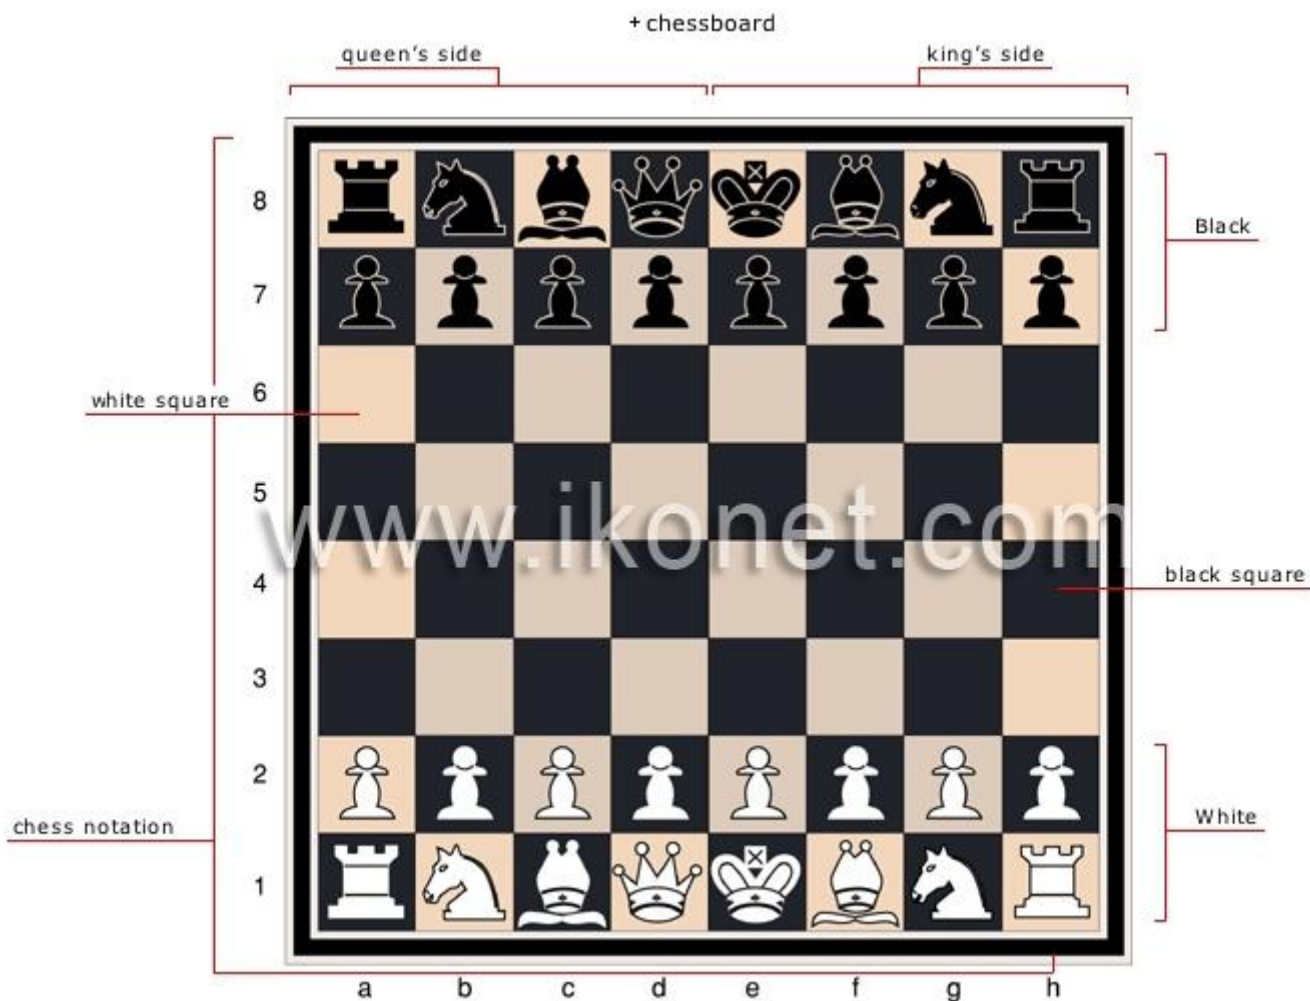 + chessboard
queen's side
king's side
8
Black
7
6
white square
5
www.ikonet.com
4
black square
3
2
White
chess notation
1
a b c d e f g h